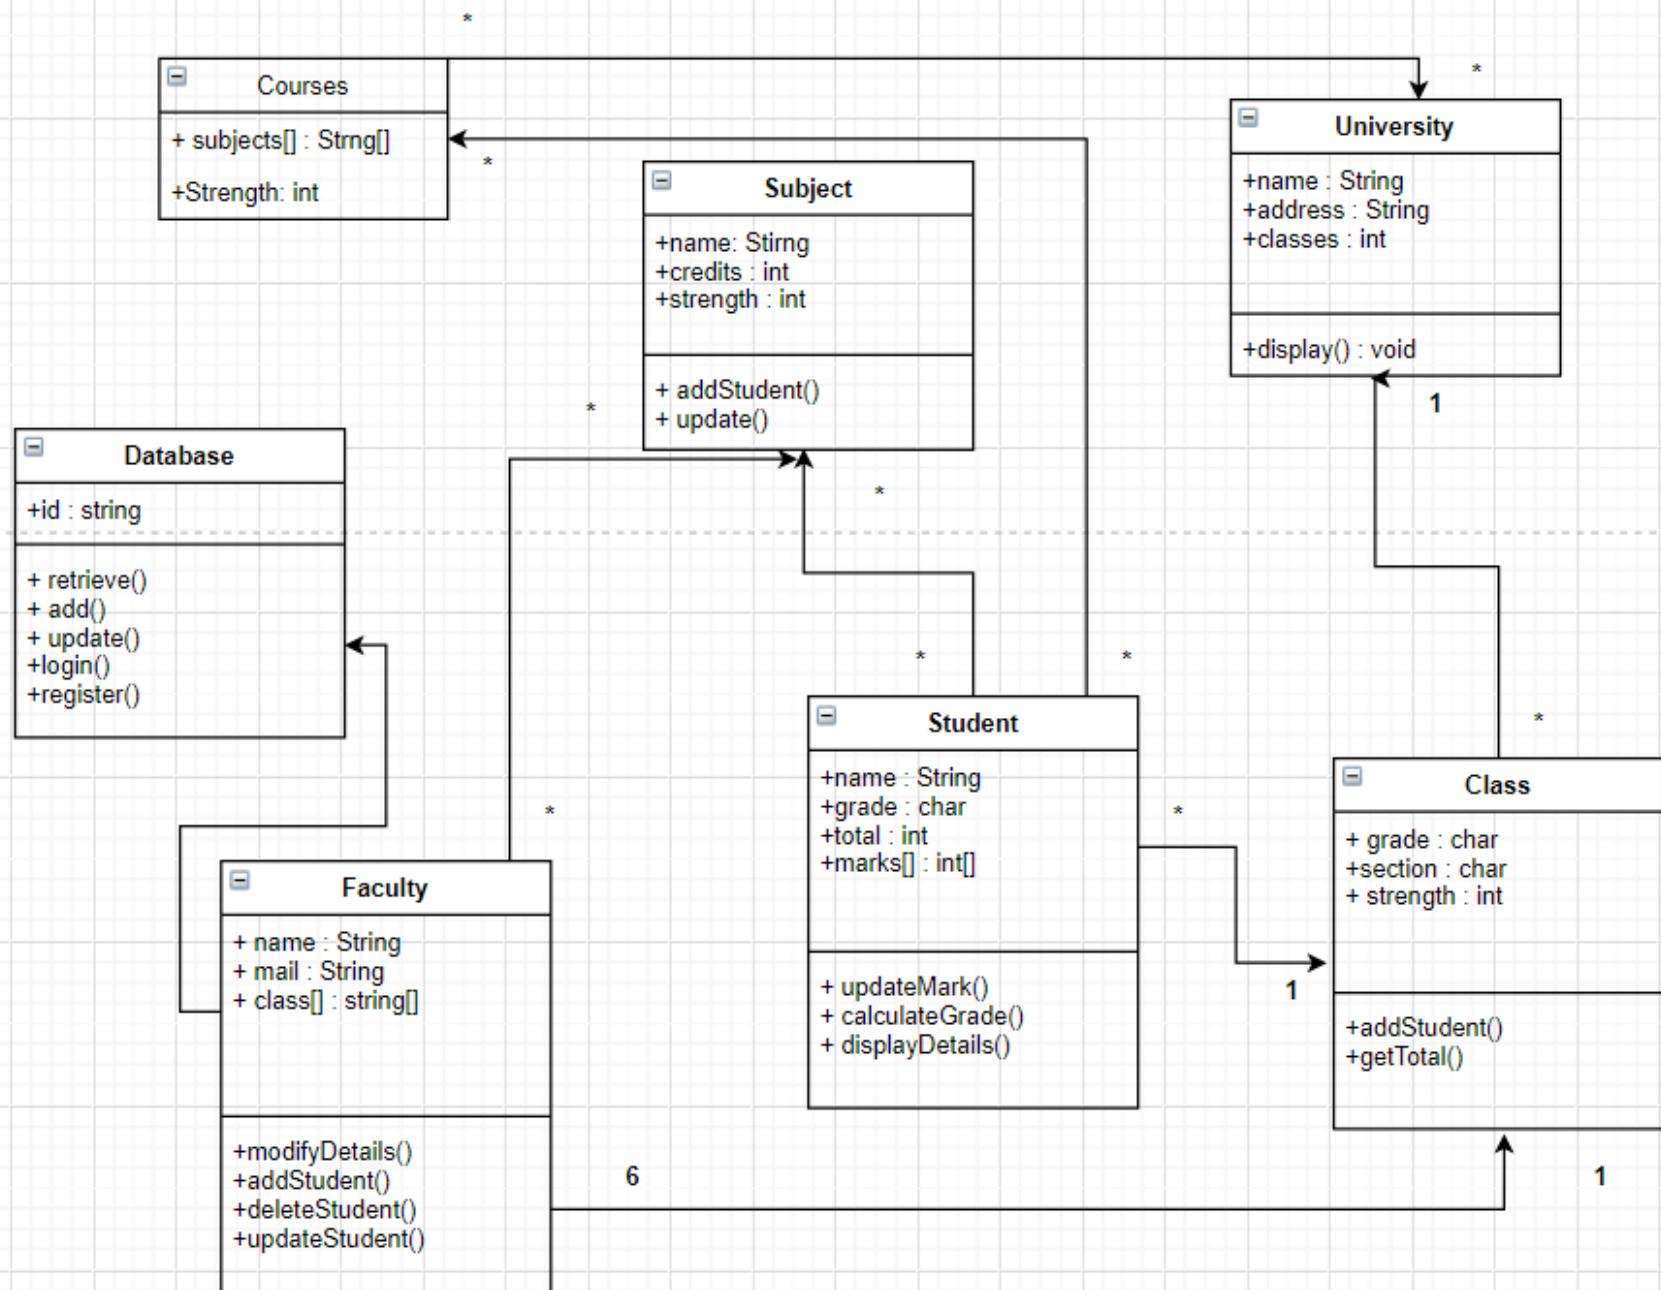 *
Courses
+ subjects[] : Strng[]
+Strength: int
*
*
University
+name : String
+address : String
+classes : int
+display() : void
1
Subject
+name: Stirng
+credits : int
+strength : int
+ addStudent()
+ update()
*
*
Database
+id : string
+ retrieve()
+ add()
+ update()
+login()
+register()
*
*
*
Student
+name : String
+grade : char
+total : int
+marks[] : int[]
+ updateMark()
+ calculateGrade()
+ displayDetails()
*
1
Class
+ grade : char
+section : char
+ strength : int
+addStudent()
+getTotal()
*
Faculty
+ name : String
+ mail : String
+ class[] : string[]
+modifyDetails()
+addStudent()
+deleteStudent()
+updateStudent()
6
1